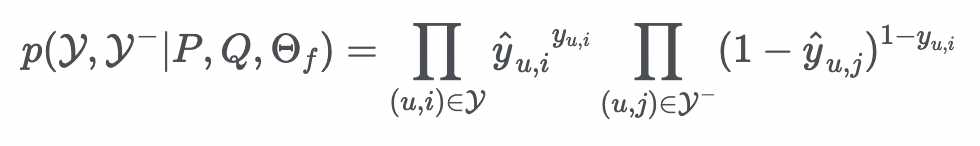 p(𝒴, 𝒴⁻|P, Q, Θ_f) = ∏_{(u,i)∈𝒴} ŷ_{u,i}^{y_{u,i}} ∏_{(u,j)∈𝒴⁻} (1 − ŷ_{u,j})^{1−y_{u,i}}